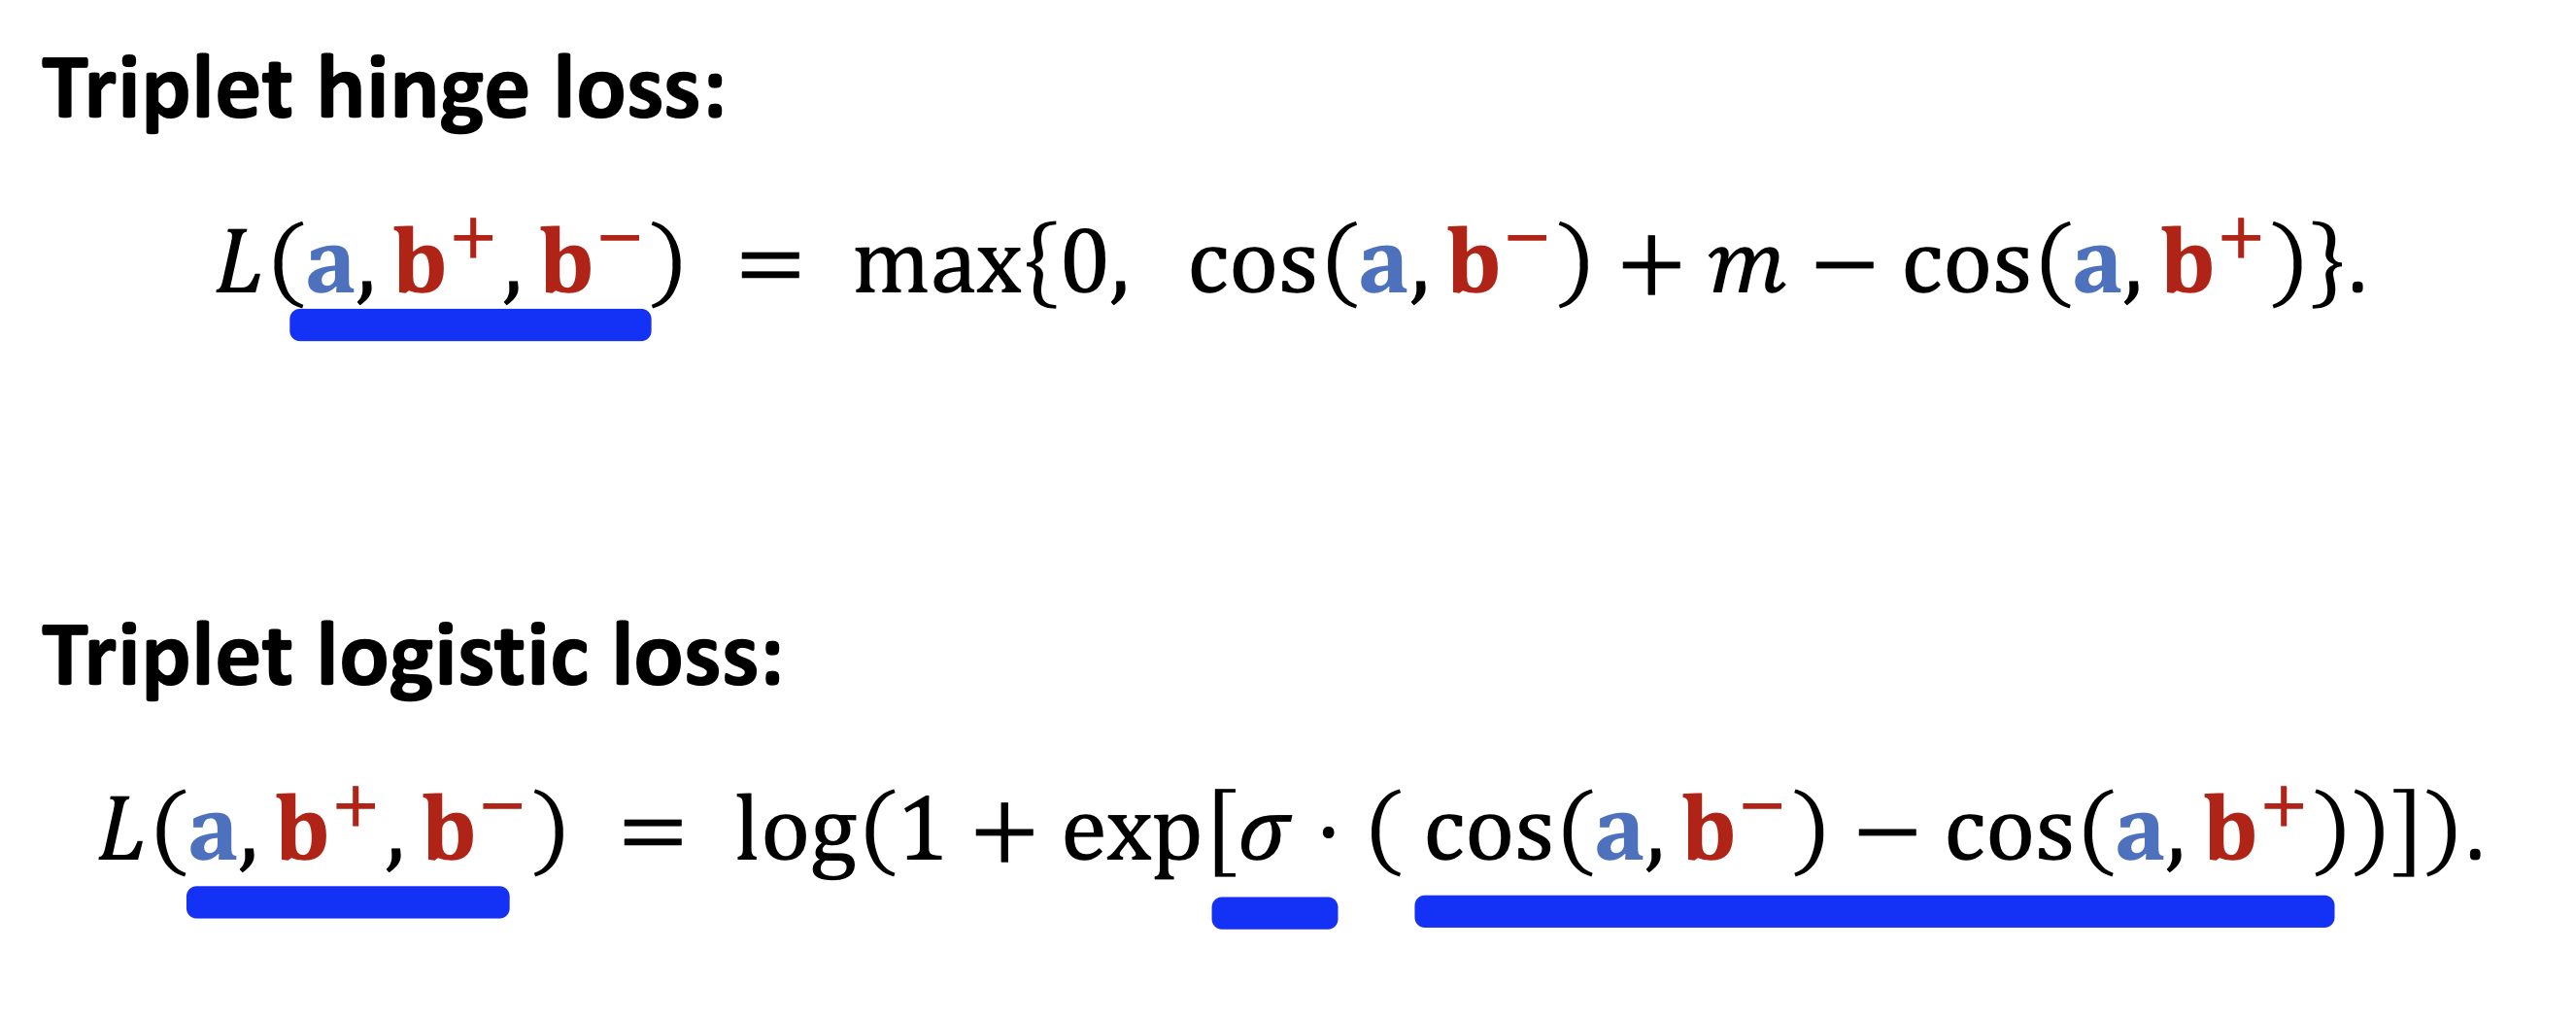 Triplet hinge loss:
L(a, b⁺, b⁻) = max{0, cos(a, b⁻) + m − cos(a, b⁺)}.
Triplet logistic loss:
L(a, b⁺, b⁻) = log(1 + exp[σ · ( cos(a, b⁻) − cos(a, b⁺))]).